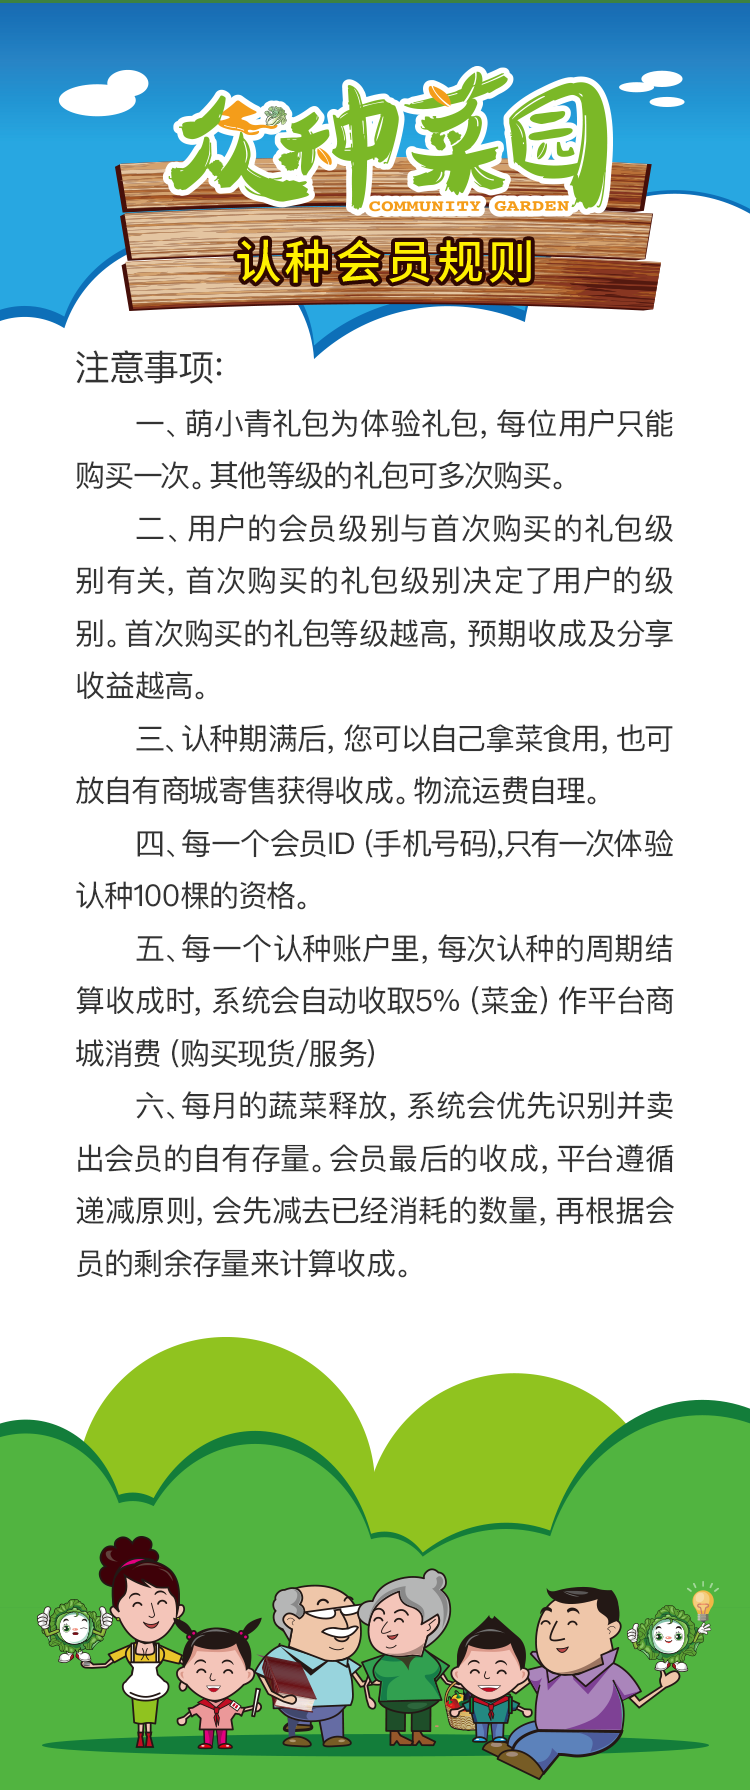 众种菜园
COMMUNITY GARDEN
认种会员规则
注意事项:
一、萌小青礼包为体验礼包, 每位用户只能
购买一次。其他等级的礼包可多次购买。
二、用户的会员级别与首次购买的礼包级
别有关, 首次购买的礼包级别决定了用户的级
别。首次购买的礼包等级越高, 预期收成及分享
收益越高。
三、认种期满后, 您可以自己拿菜食用, 也可
放自有商城寄售获得收成。物流运费自理。
四、每一个会员ID (手机号码),只有一次体验
认种100棵的资格。
五、每一个认种账户里, 每次认种的周期结
算收成时, 系统会自动收取5% (菜金) 作平台商
城消费 (购买现货/服务)
六、每月的蔬菜释放, 系统会优先识别并卖
出会员的自有存量。会员最后的收成, 平台遵循
递减原则, 会先减去已经消耗的数量, 再根据会
员的剩余存量来计算收成。